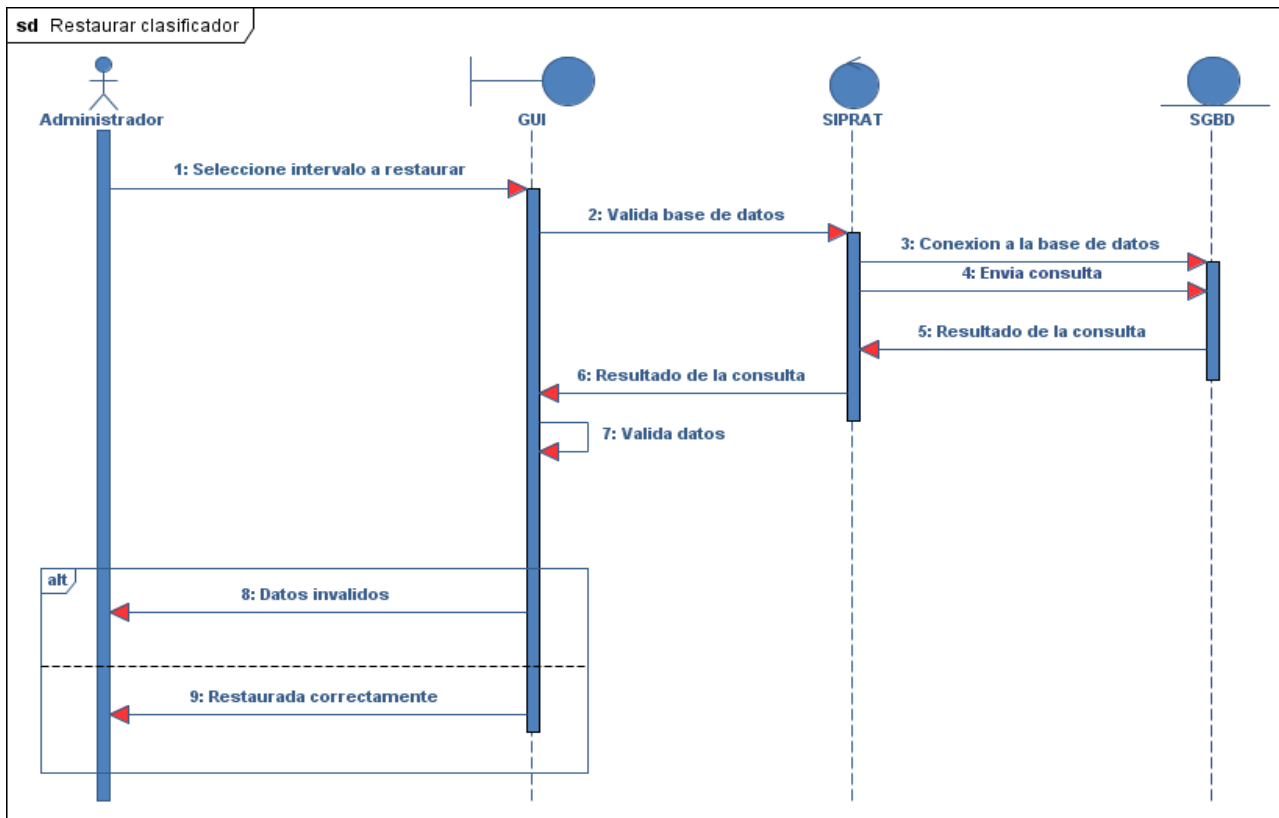 sd Restaurar clasificador
Administrador
GUI
SIPRAT
SGBD
1: Seleccione intervalo a restaurar
2: Valida base de datos
3: Conexion a la base de datos
4: Envia consulta
5: Resultado de la consulta
6: Resultado de la consulta
7: Valida datos
alt
8: Datos invalidos
9: Restaurada correctamente